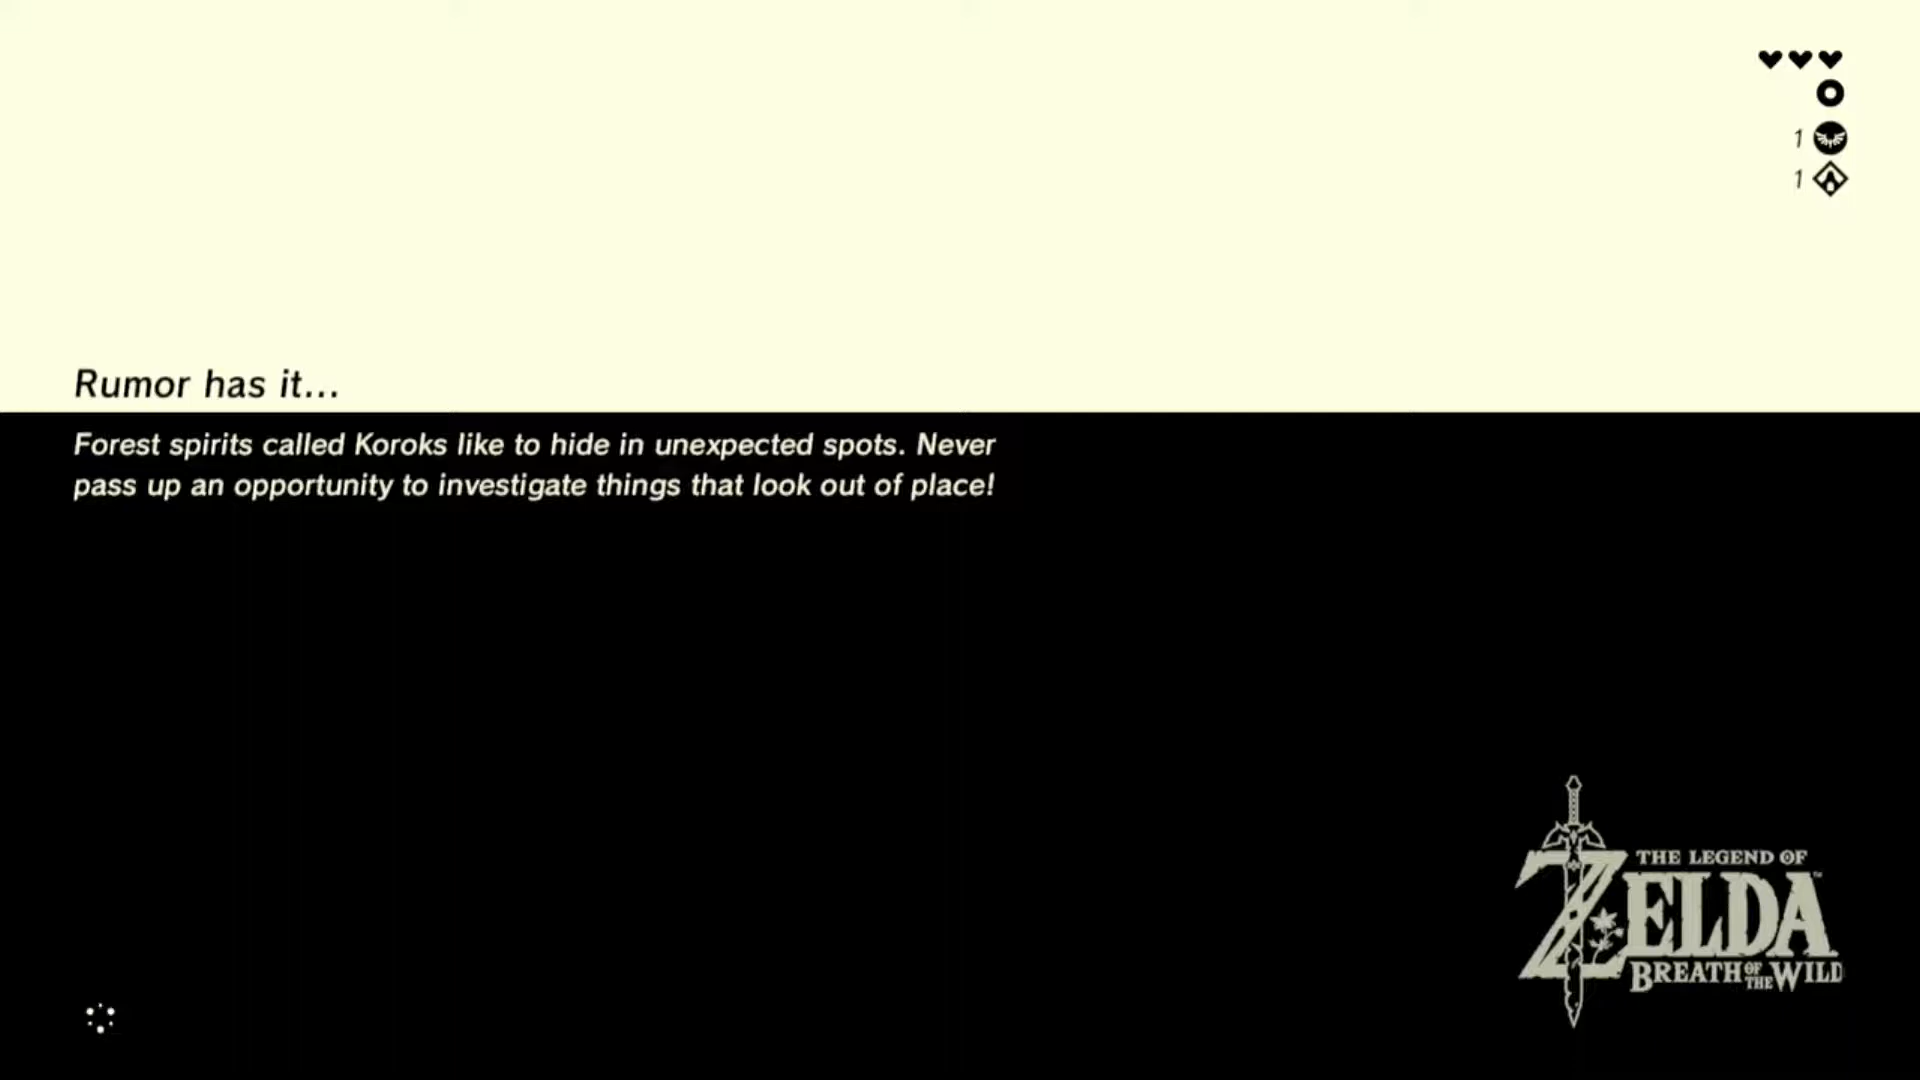 1
1
Rumor has it...
Forest spirits called Koroks like to hide in unexpected spots. Never
pass up an opportunity to investigate things that look out of place!
THE LEGEND OF
ZELDA™
BREATH OF THE WILD